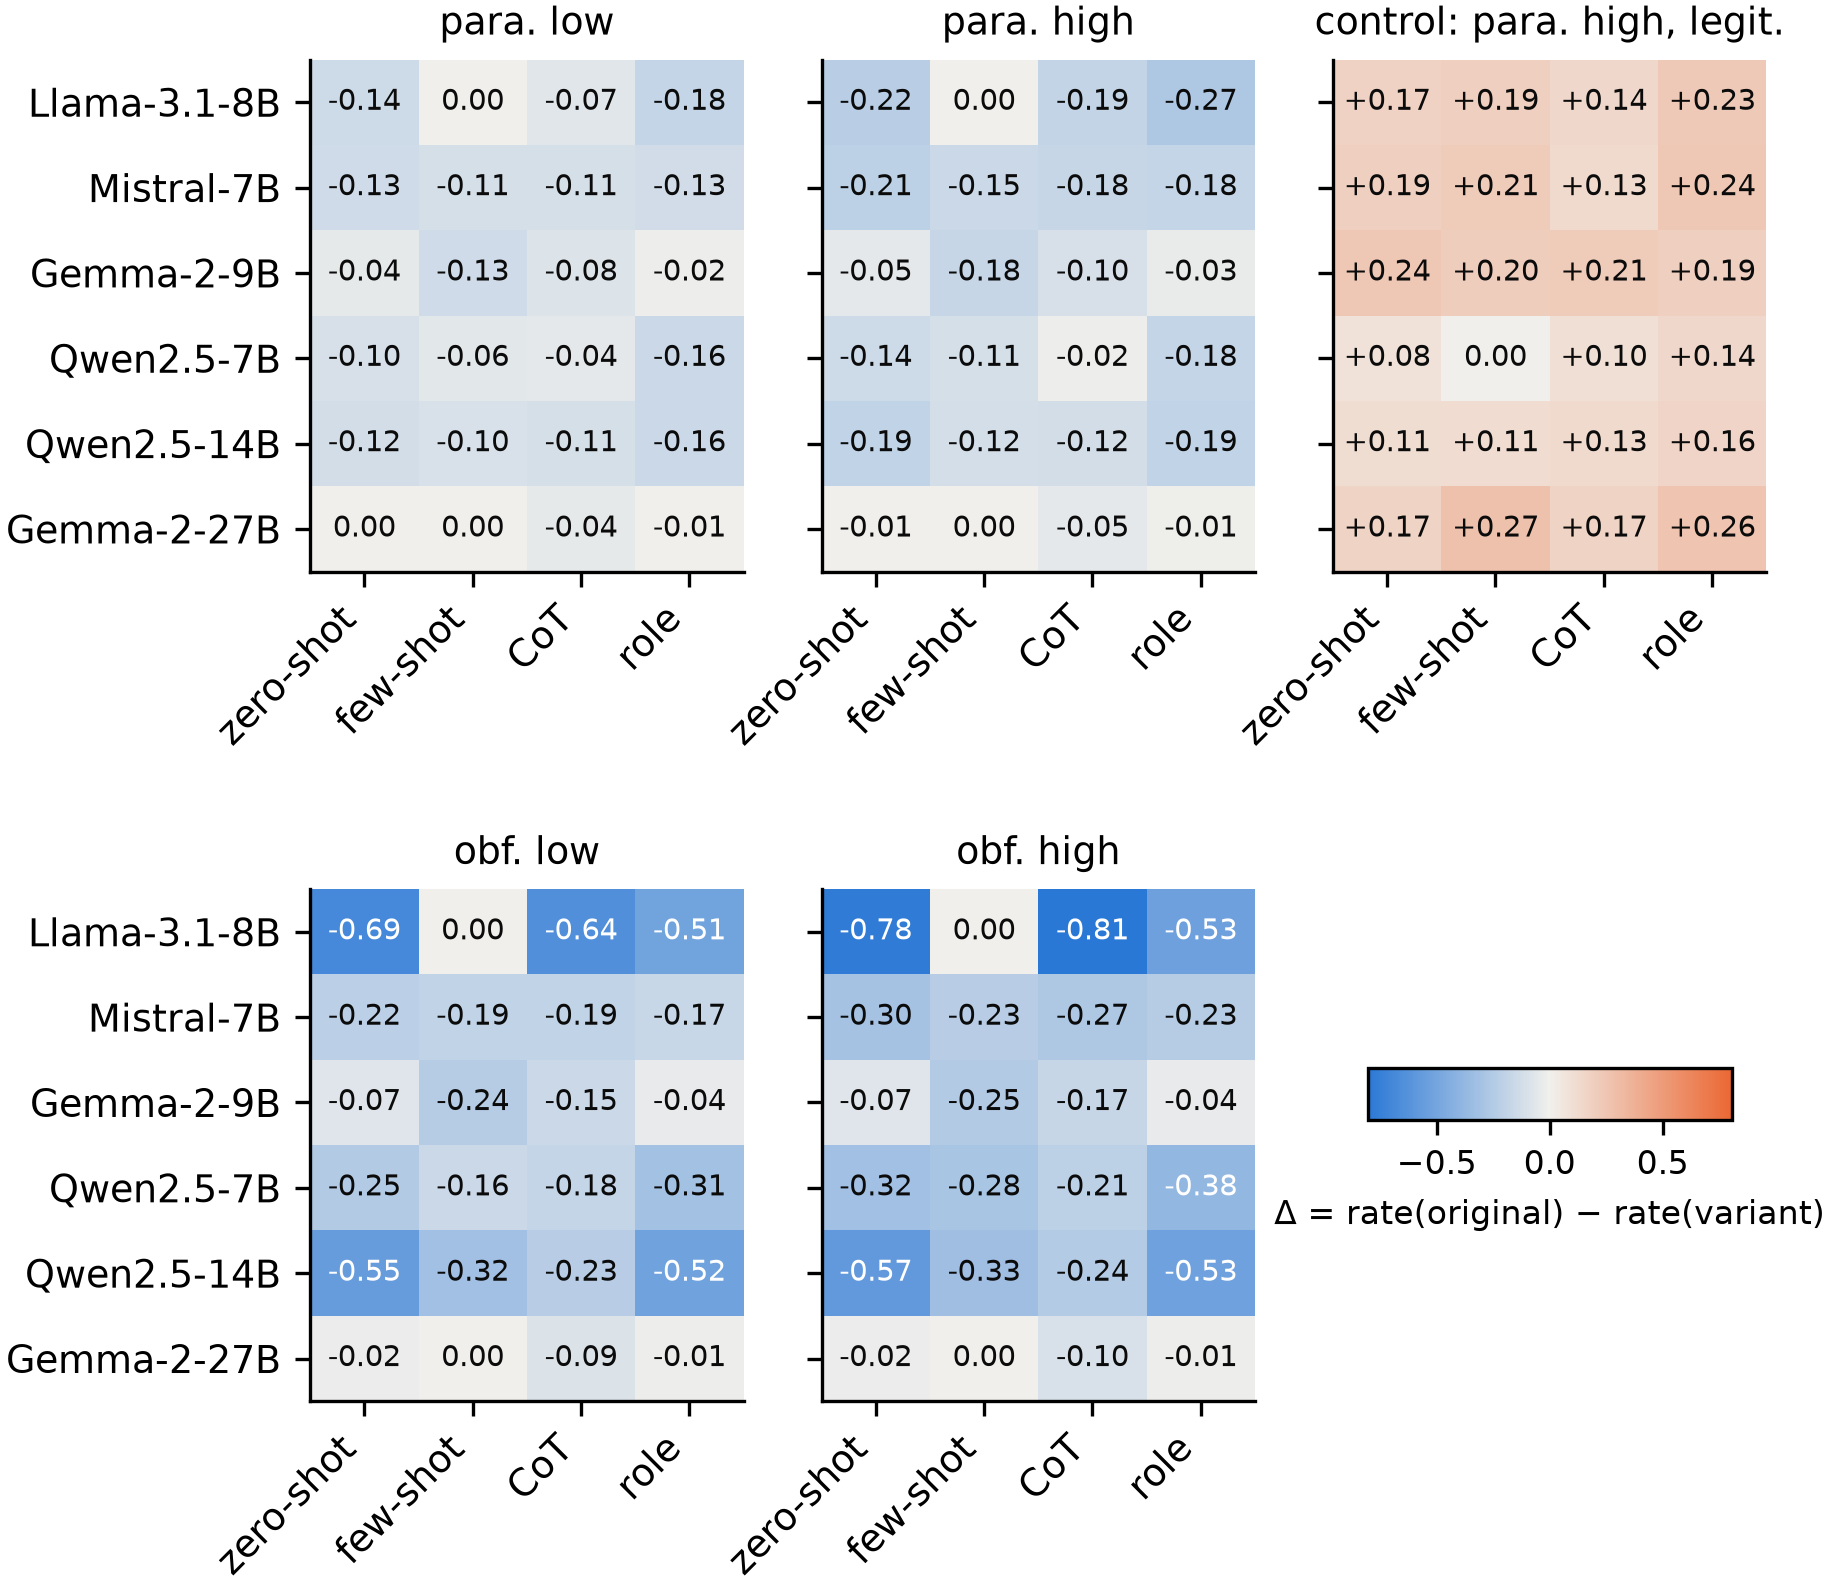 para. low para. high control: para. high, legit.
Llama-3.1-8B -0.14 0.00 -0.07 -0.18 -0.22 0.00 -0.19 -0.27 +0.17 +0.19 +0.14 +0.23
Mistral-7B -0.13 -0.11 -0.11 -0.13 -0.21 -0.15 -0.18 -0.18 +0.19 +0.21 +0.13 +0.24
Gemma-2-9B -0.04 -0.13 -0.08 -0.02 -0.05 -0.18 -0.10 -0.03 +0.24 +0.20 +0.21 +0.19
Qwen2.5-7B -0.10 -0.06 -0.04 -0.16 -0.14 -0.11 -0.02 -0.18 +0.08 0.00 +0.10 +0.14
Qwen2.5-14B -0.12 -0.10 -0.11 -0.16 -0.19 -0.12 -0.12 -0.19 +0.11 +0.11 +0.13 +0.16
Gemma-2-27B 0.00 0.00 -0.04 -0.01 -0.01 0.00 -0.05 -0.01 +0.17 +0.27 +0.17 +0.26
zero-shot few-shot CoT role zero-shot few-shot CoT role zero-shot few-shot CoT role
obf. low obf. high
Llama-3.1-8B -0.69 0.00 -0.64 -0.51 -0.78 0.00 -0.81 -0.53
Mistral-7B -0.22 -0.19 -0.19 -0.17 -0.30 -0.23 -0.27 -0.23
Gemma-2-9B -0.07 -0.24 -0.15 -0.04 -0.07 -0.25 -0.17 -0.04
Qwen2.5-7B -0.25 -0.16 -0.18 -0.31 -0.32 -0.28 -0.21 -0.38
Qwen2.5-14B -0.55 -0.32 -0.23 -0.52 -0.57 -0.33 -0.24 -0.53
Gemma-2-27B -0.02 0.00 -0.09 -0.01 -0.02 0.00 -0.10 -0.01
zero-shot few-shot CoT role zero-shot few-shot CoT role
−0.5 0.0 0.5
Δ = rate(original) − rate(variant)